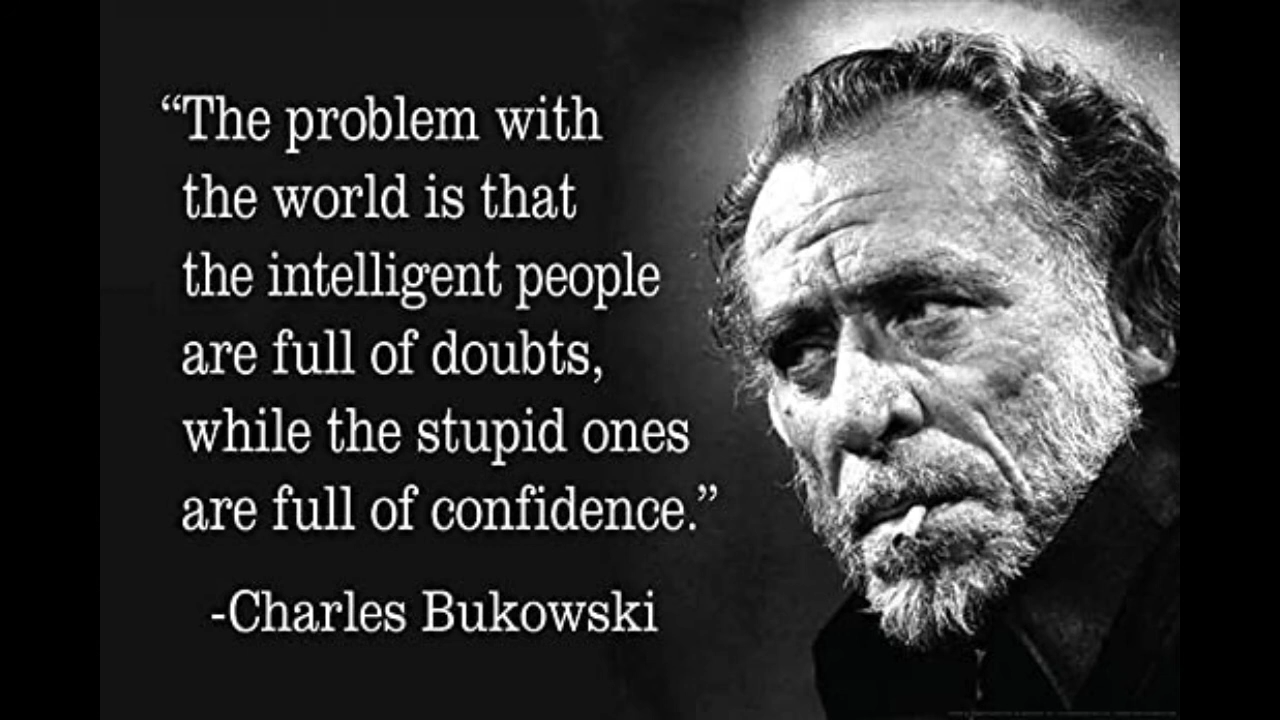 “The problem with
the world is that
the intelligent people
are full of doubts,
while the stupid ones
are full of confidence.”
-Charles Bukowski